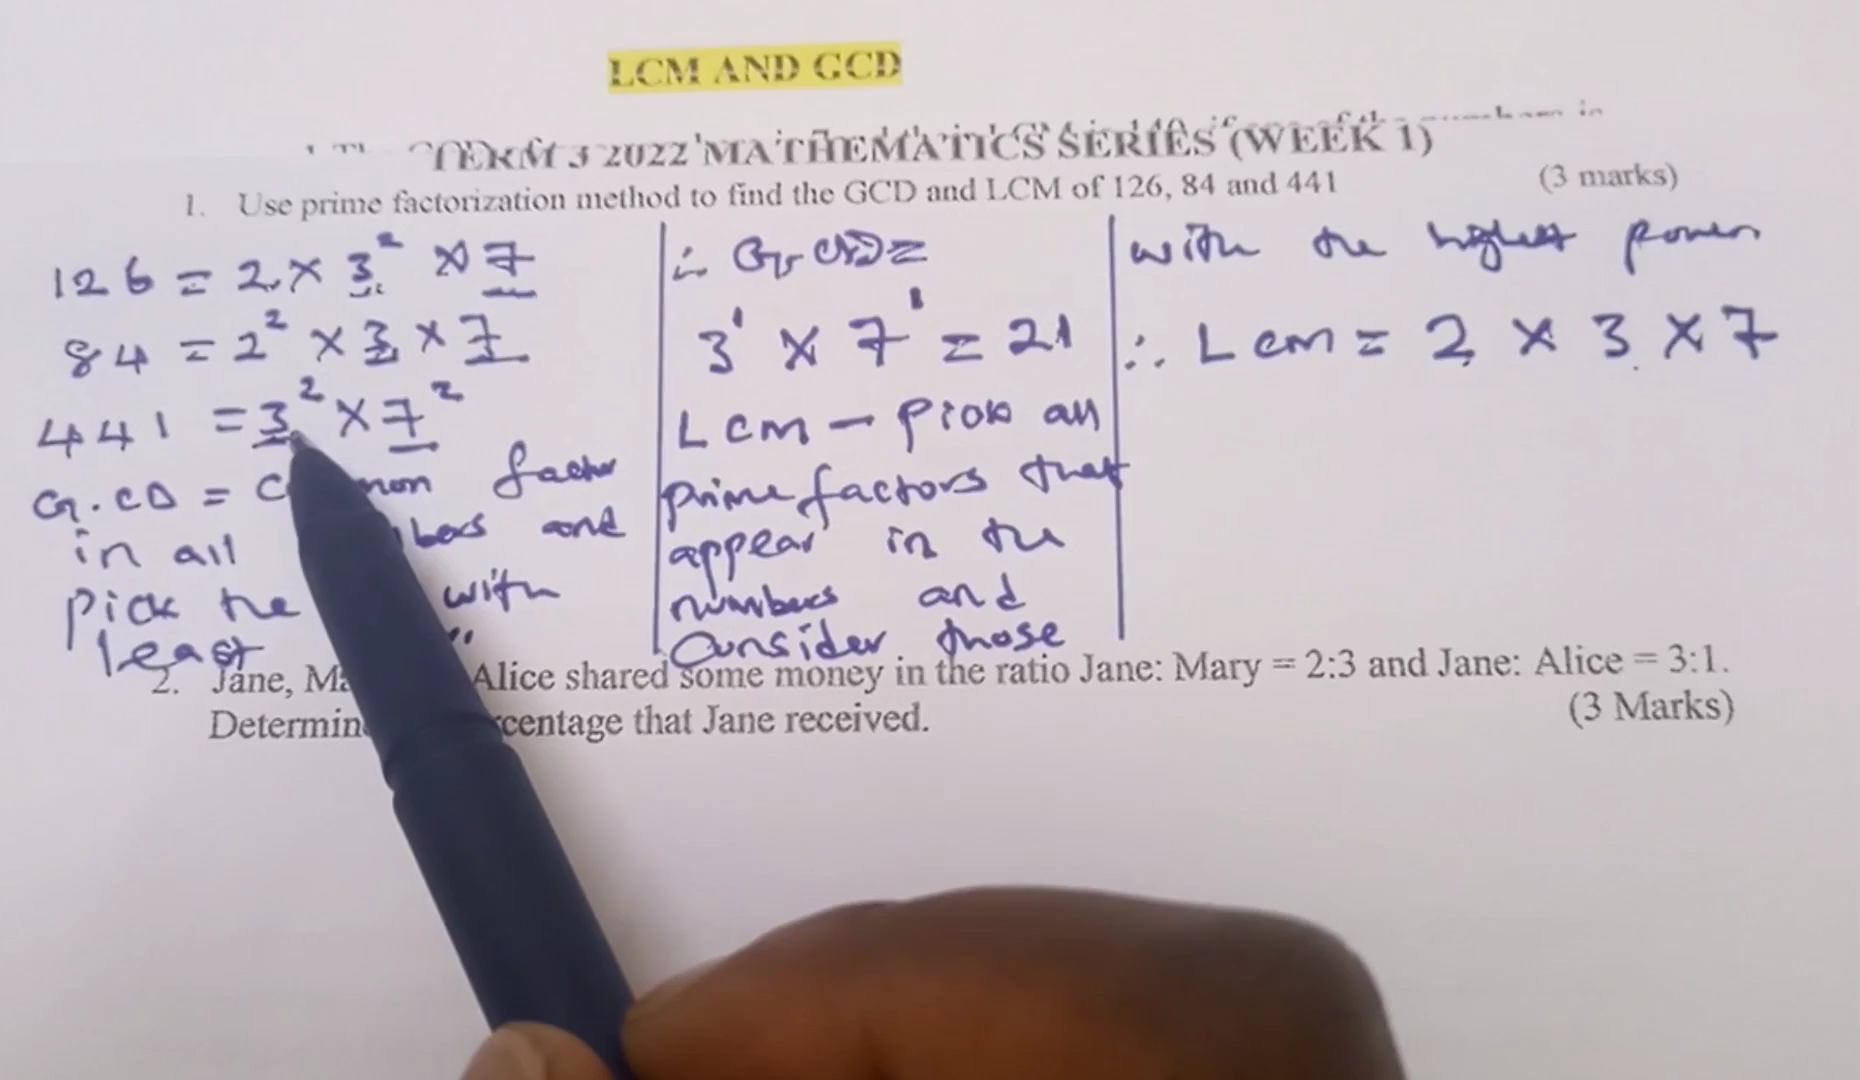 LCM AND GCD
TERM 3 2022 MATHEMATICS SERIES (WEEK 1)
1. Use prime factorization method to find the GCD and LCM of 126, 84 and 441 (3 marks)
126 = 2 × 3² × 7
84 = 2² × 3 × 7
441 = 3² × 7²
G.CD = factor
in all and
Pick the with
least
∴ GCD =
3¹ × 7¹ = 21
LCM – Pick all
prime factors that
appear in the
numbers and
Consider those
with the highest power
∴ LCM = 2 × 3 × 7
2. Jane, Alice shared some money in the ratio Jane: Mary = 2:3 and Jane: Alice = 3:1.
that Jane received. (3 Marks)